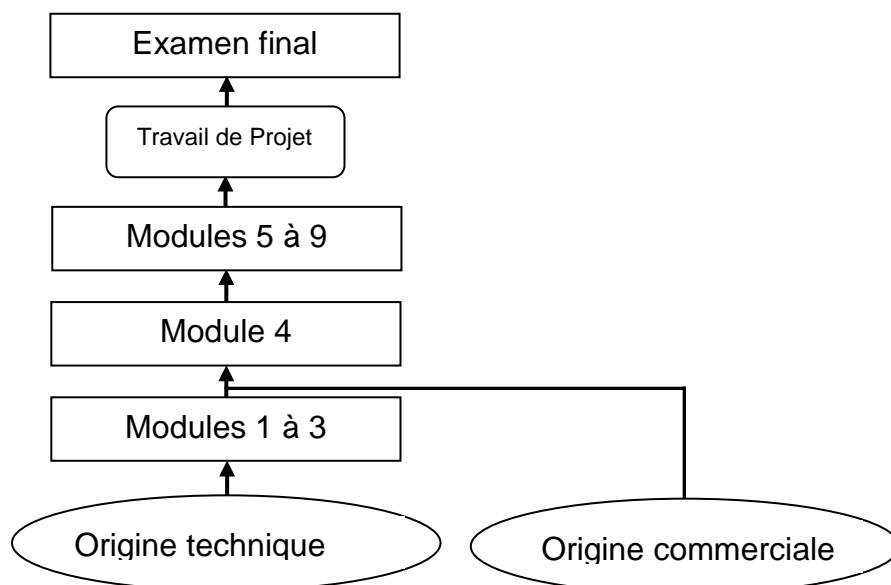 Examen final
Travail de Projet
Modules 5 à 9
Module 4
Modules 1 à 3
Origine technique
Origine commerciale